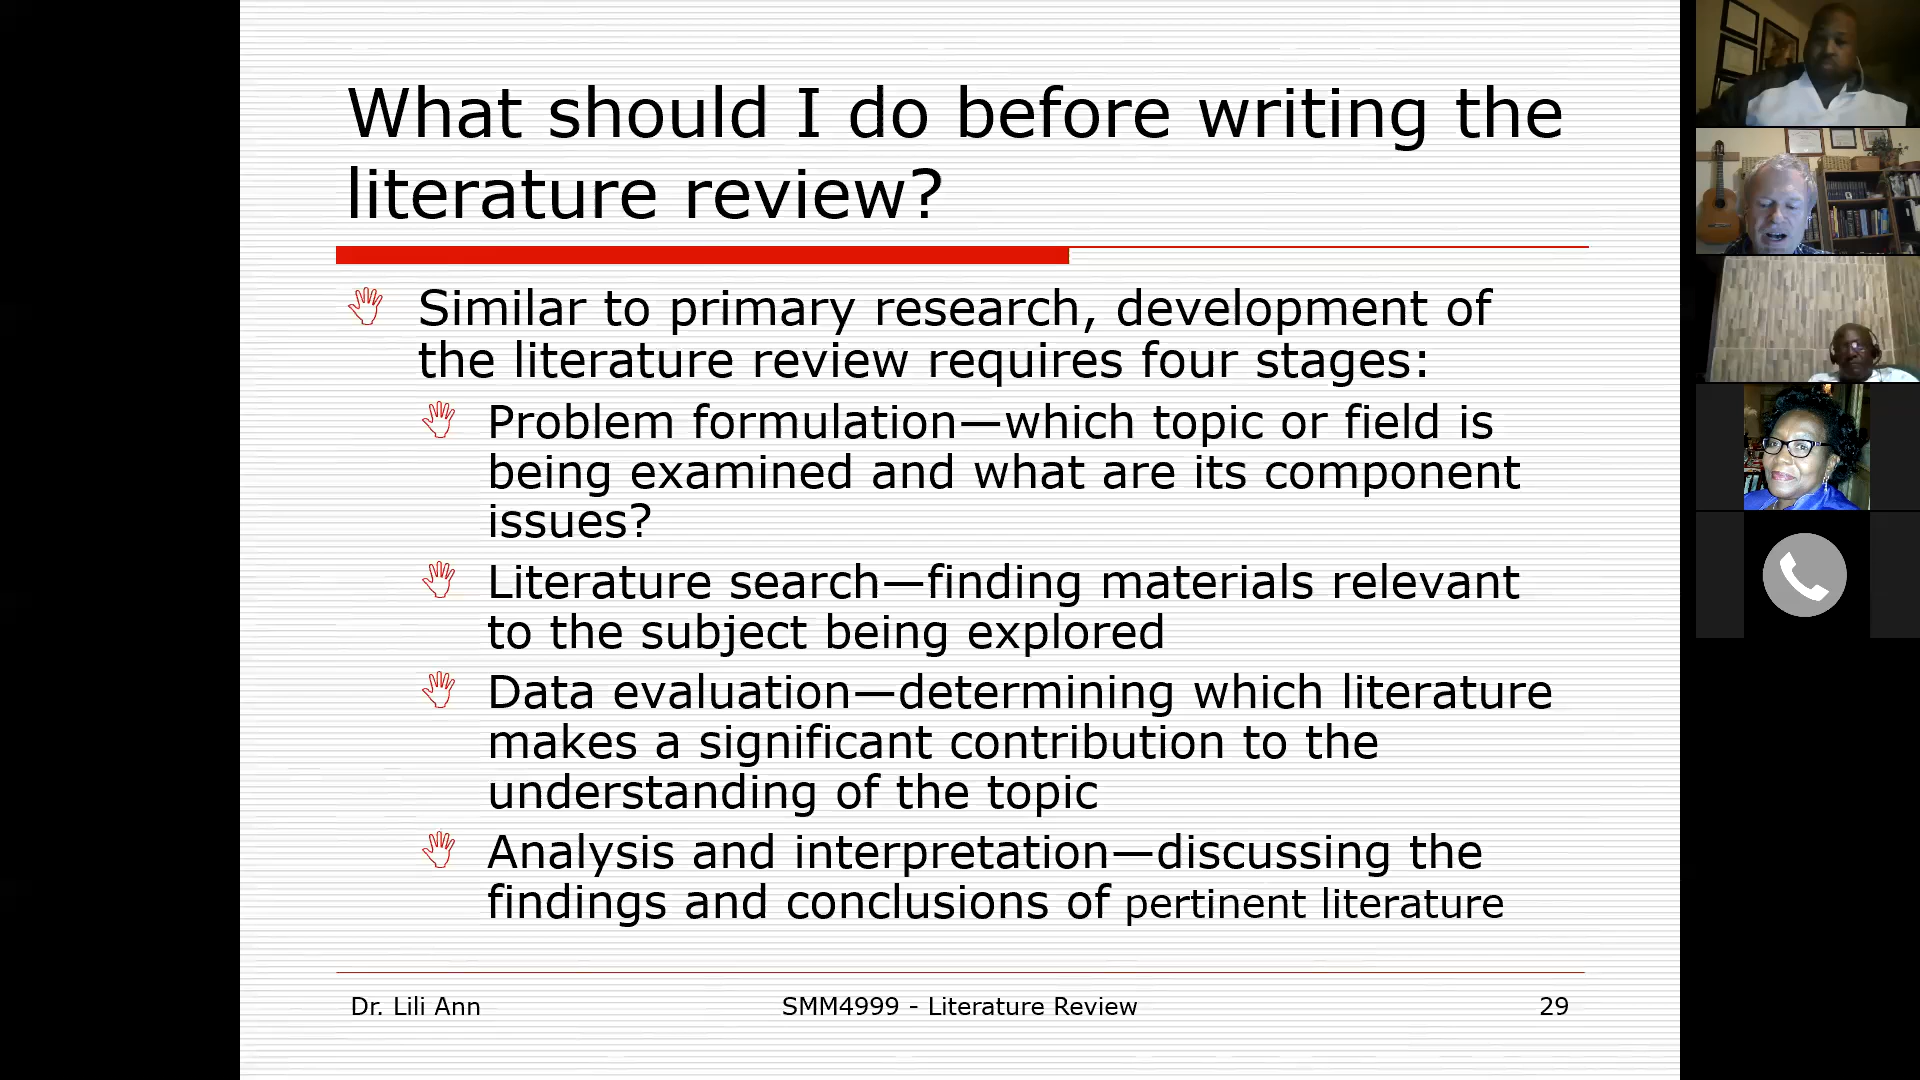 What should I do before writing the
literature review?
Similar to primary research, development of
the literature review requires four stages:
Problem formulation—which topic or field is
being examined and what are its component
issues?
Literature search—finding materials relevant
to the subject being explored
Data evaluation—determining which literature
makes a significant contribution to the
understanding of the topic
Analysis and interpretation—discussing the
findings and conclusions of pertinent literature
Dr. Lili Ann
SMM4999 - Literature Review
29